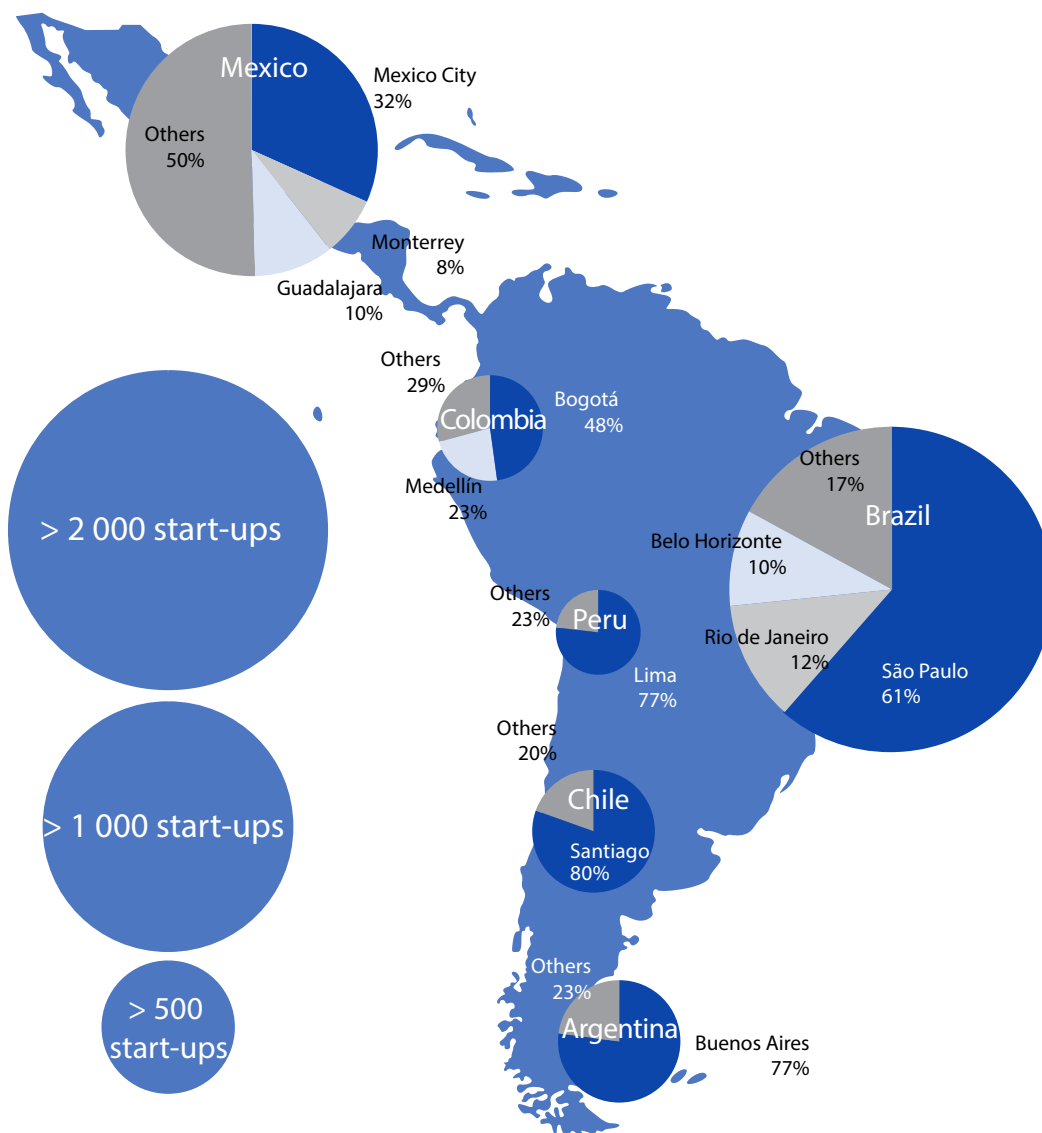 Mexico
Mexico City
32%
Others
50%
Monterrey
8%
Guadalajara
10%
Others
29%
Colombia
Bogotá
48%
Medellín
23%
> 2 000 start-ups
Others
17%
Brazil
Belo Horizonte
10%
Rio de Janeiro
12%
São Paulo
61%
Others
23%
Peru
Lima
77%
Others
20%
Chile
Santiago
80%
> 1 000 start-ups
Others
23%
Argentina
Buenos Aires
77%
> 500
start-ups